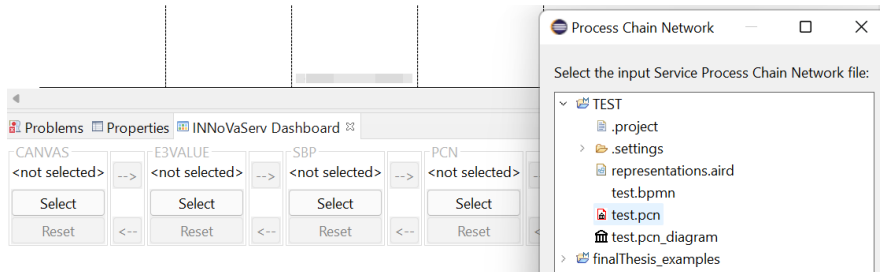 Process Chain Network
Select the input Service Process Chain Network file:
TEST
.project
.settings
representations.aird
test.bpmn
test.pcn
test.pcn_diagram
finalThesis_examples
Problems Properties INNoVaServ Dashboard
CANVAS E3VALUE SBP PCN
<not selected> --> <not selected> --> <not selected> --> <not selected>
Select Select Select Select
Reset <-- Reset <-- Reset <-- Reset